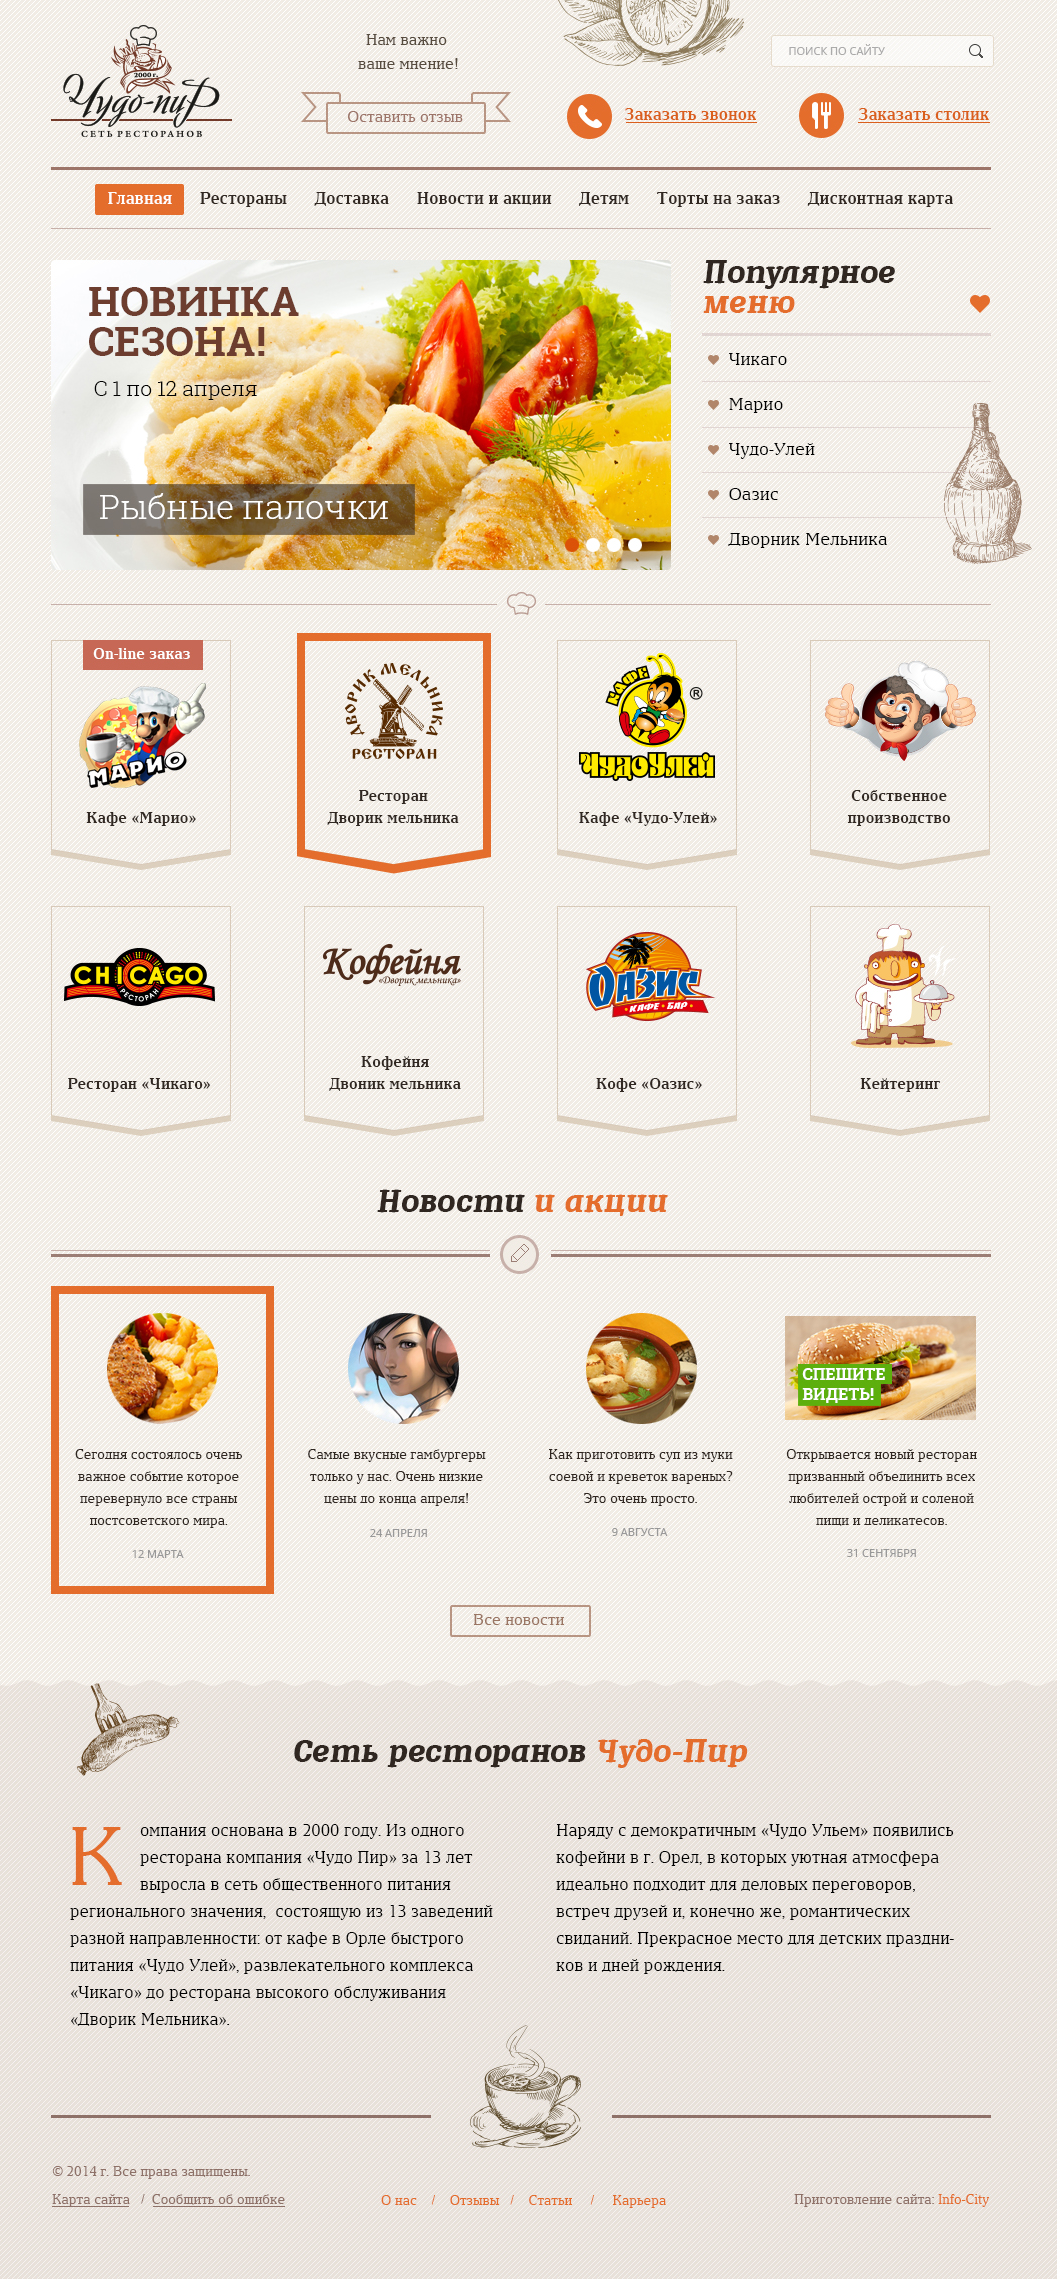 2000 г.
Чудо-пир
СЕТЬ РЕСТОРАНОВ
Нам важно
ваше мнение!
Оставить отзыв
ПОИСК ПО САЙТУ
Заказать звонок
Заказать столик
Главная
Рестораны
Доставка
Новости и акции
Детям
Торты на заказ
Дисконтная карта
НОВИНКА
СЕЗОНА!
С 1 по 12 апреля
Рыбные палочки
Популярное
меню
Чикаго
Марио
Чудо-Улей
Оазис
Дворник Мельника
On-line заказ
МАРИО
Кафе «Марио»
ДВОРИК МЕЛЬНИКА
РЕСТОРАН
Ресторан
Дворик мельника
КАФЕ
®
ЧУДОУЛЕЙ
Кафе «Чудо-Улей»
Собственное
производство
CHICAGO
РЕСТОРАН
Ресторан «Чикаго»
Кофейня
«Дворик мельника»
Кофейня
Двоник мельника
ОАЗИС
КАФЕ · БАР
Кофе «Оазис»
Кейтеринг
Новости и акции
Сегодня состоялось очень
важное событие которое
перевернуло все страны
постсоветского мира.
12 МАРТА
Самые вкусные гамбургеры
только у нас. Очень низкие
цены до конца апреля!
24 АПРЕЛЯ
Как приготовить суп из муки
соевой и креветок вареных?
Это очень просто.
9 АВГУСТА
СПЕШИТЕ
ВИДЕТЬ!
Открывается новый ресторан
призванный объединить всех
любителей острой и соленой
пищи и деликатесов.
31 СЕНТЯБРЯ
Все новости
Сеть ресторанов Чудо-Пир
Компания основана в 2000 году. Из одного
ресторана компания «Чудо Пир» за 13 лет
выросла в сеть общественного питания
регионального значения, состоящую из 13 заведений
разной направленности: от кафе в Орле быстрого
питания «Чудо Улей», развлекательного комплекса
«Чикаго» до ресторана высокого обслуживания
«Дворик Мельника».
Наряду с демократичным «Чудо Ульем» появились
кофейни в г. Орел, в которых уютная атмосфера
идеально подходит для деловых переговоров,
встреч друзей и, конечно же, романтических
свиданий. Прекрасное место для детских праздни-
ков и дней рождения.
© 2014 г. Все права защищены.
Карта сайта / Сообщить об ошибке
О нас / Отзывы / Статьи / Карьера
Приготовление сайта: Info-City